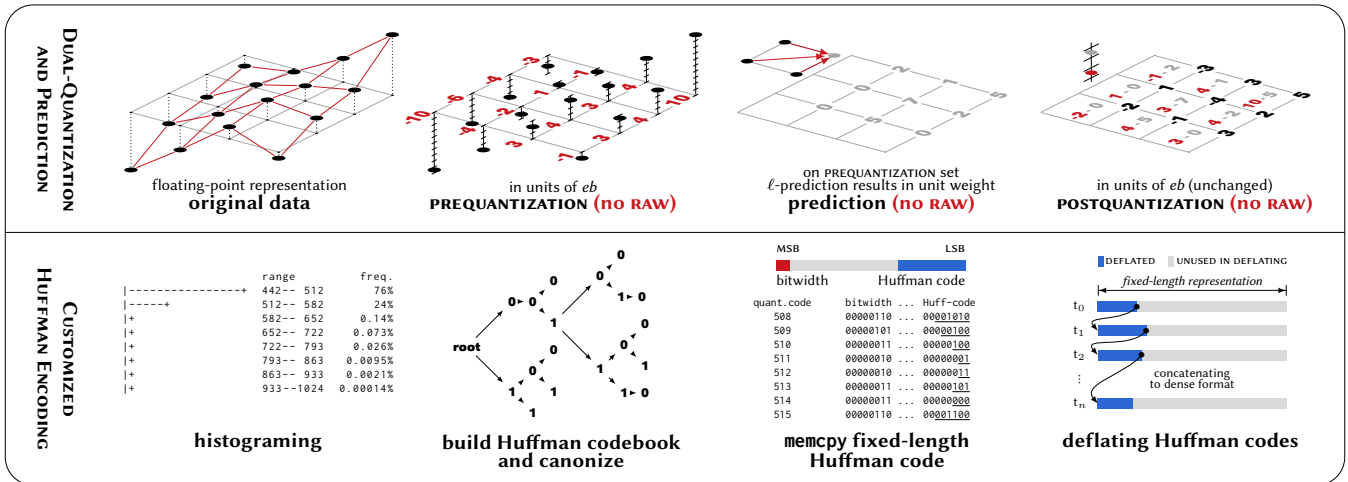 DUAL-QUANTIZATION
AND PREDICTION
floating-point representation
original data
in units of eb
PREQUANTIZATION (no RAW)
on PREQUANTIZATION set
ℓ-prediction results in unit weight
prediction (no RAW)
in units of eb (unchanged)
POSTQUANTIZATION (no RAW)
CUSTOMIZED
HUFFMAN ENCODING
range freq.
|-----------------+ 442-- 512 76%
|-----+ 512-- 582 24%
|+ 582-- 652 0.14%
|+ 652-- 722 0.073%
|+ 722-- 793 0.026%
|+ 793-- 863 0.0095%
|+ 863-- 933 0.0021%
|+ 933--1024 0.00014%
histograming
root
build Huffman codebook
and canonize
MSB LSB
bitwidth Huffman code
quant.code bitwidth ... Huff-code
508 00000110 ... 00001010
509 00000101 ... 00000100
510 00000011 ... 00000100
511 00000010 ... 00000001
512 00000010 ... 00000011
513 00000011 ... 00000101
514 00000011 ... 00000000
515 00000110 ... 00001100
memcpy fixed-length
Huffman code
DEFLATED UNUSED IN DEFLATING
fixed-length representation
t0
t1
t2
concatenating
to dense format
⋮
tn
deflating Huffman codes